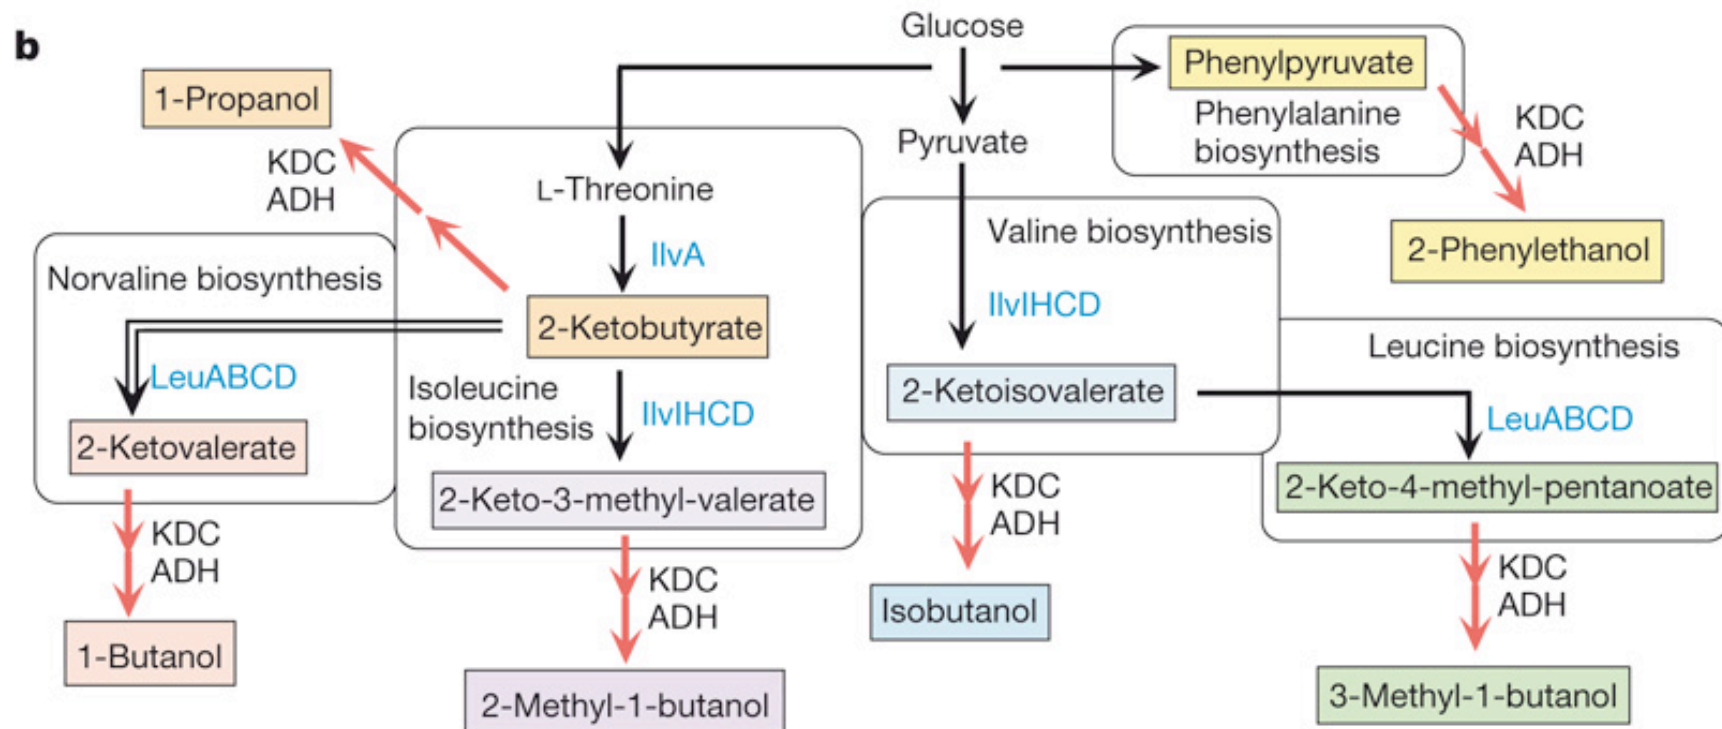 b
Glucose
Phenylpyruvate
Phenylalanine
biosynthesis
KDC
ADH
2-Phenylethanol
1-Propanol
KDC
ADH
L-Threonine
IlvA
2-Ketobutyrate
Isoleucine
biosynthesis
IlvIHCD
2-Keto-3-methyl-valerate
KDC
ADH
2-Methyl-1-butanol
Norvaline biosynthesis
LeuABCD
2-Ketovalerate
KDC
ADH
1-Butanol
Pyruvate
Valine biosynthesis
IlvIHCD
2-Ketoisovalerate
KDC
ADH
Isobutanol
Leucine biosynthesis
LeuABCD
2-Keto-4-methyl-pentanoate
KDC
ADH
3-Methyl-1-butanol